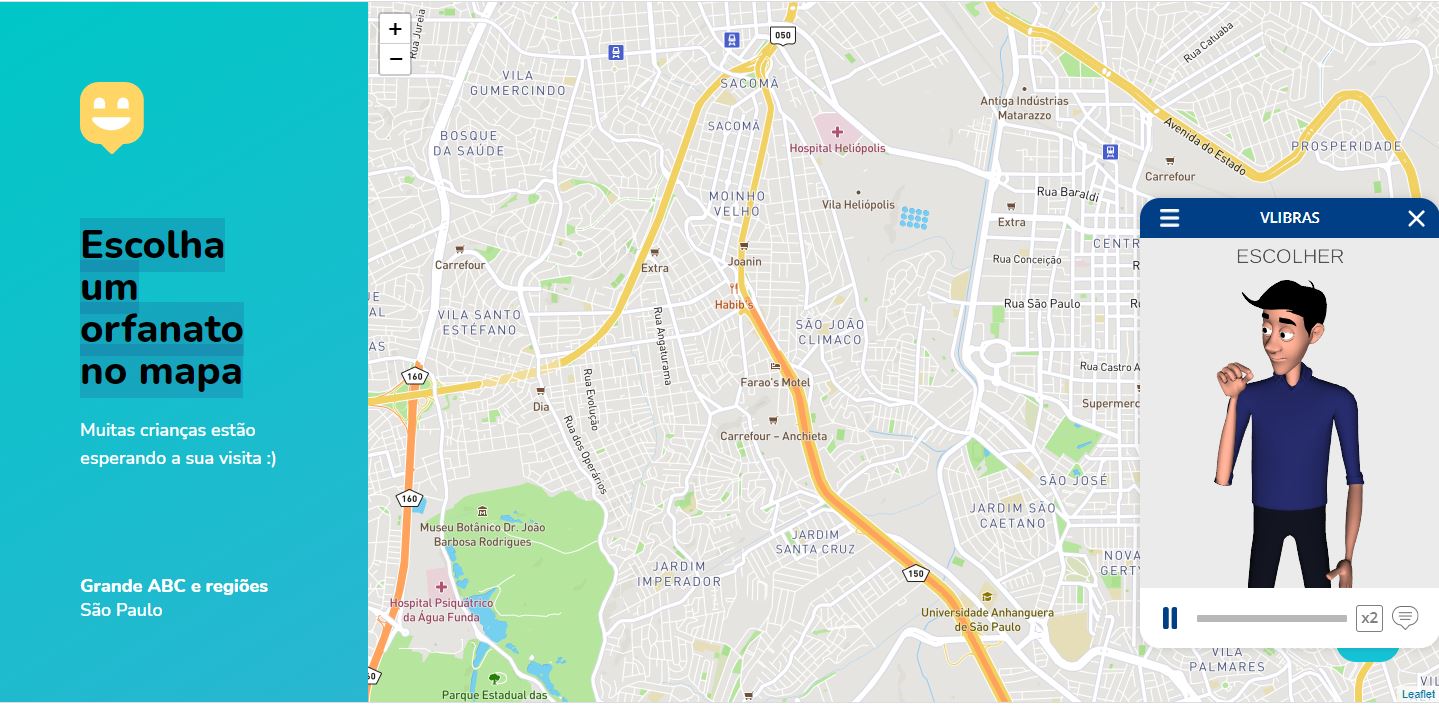 Escolha
um
orfanato
no mapa
Muitas crianças estão
esperando a sua visita :)
Grande ABC e regiões
São Paulo
+
−
Rua Jureia
VILA
GUMERCINDO
BOSQUE
DA SAÚDE
050
SACOMÃ
SACOMÃ
Hospital Heliópolis
MOINHO
VELHO
Vila Heliópolis
Antiga Indústrias
Matarazzo
Rua Catuaba
Avenida do Estado
PROSPERIDADE
Carrefour
Rua Baraldi
Extra
CENTR
Rua Conceição
Rua São Paulo
Carrefour
Extra
Joanin
Habib's
VILA SANTO
ESTÉFANO
Rua Angaturama
SÃO JOÃO
CLIMACO
AL
AS
160
Farao's Motel
Rua Castro A
Dia
Rua Evolução
Rua dos Operários
Carrefour – Anchieta
Supermerc
160
SÃO JOSÉ
Museu Botânico Dr. João
Barbosa Rodrigues
JARDIM SÃO
CAETANO
JARDIM
SANTA CRUZ
NOVA
GERTY
JARDIM
IMPERADOR
150
Hospital Psiquiátrico
da Água Funda
Universidade Anhanguera
de São Paulo
VILA
PALMARES
Parque Estadual das
VIL
Leaflet
VLIBRAS
ESCOLHER
x2